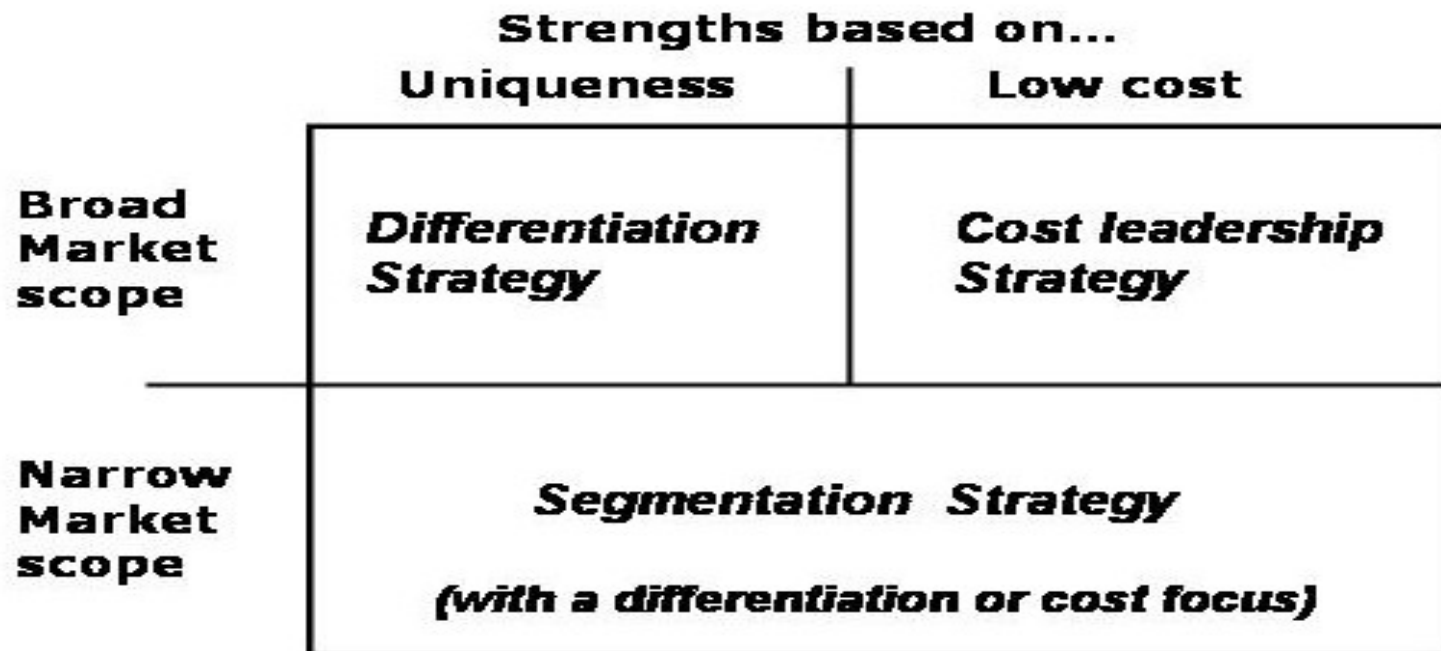 Strengths based on...
Uniqueness
Low cost
Broad
Market
scope
Differentiation
Strategy
Cost leadership
Strategy
Narrow
Market
scope
Segmentation Strategy
(with a differentiation or cost focus)